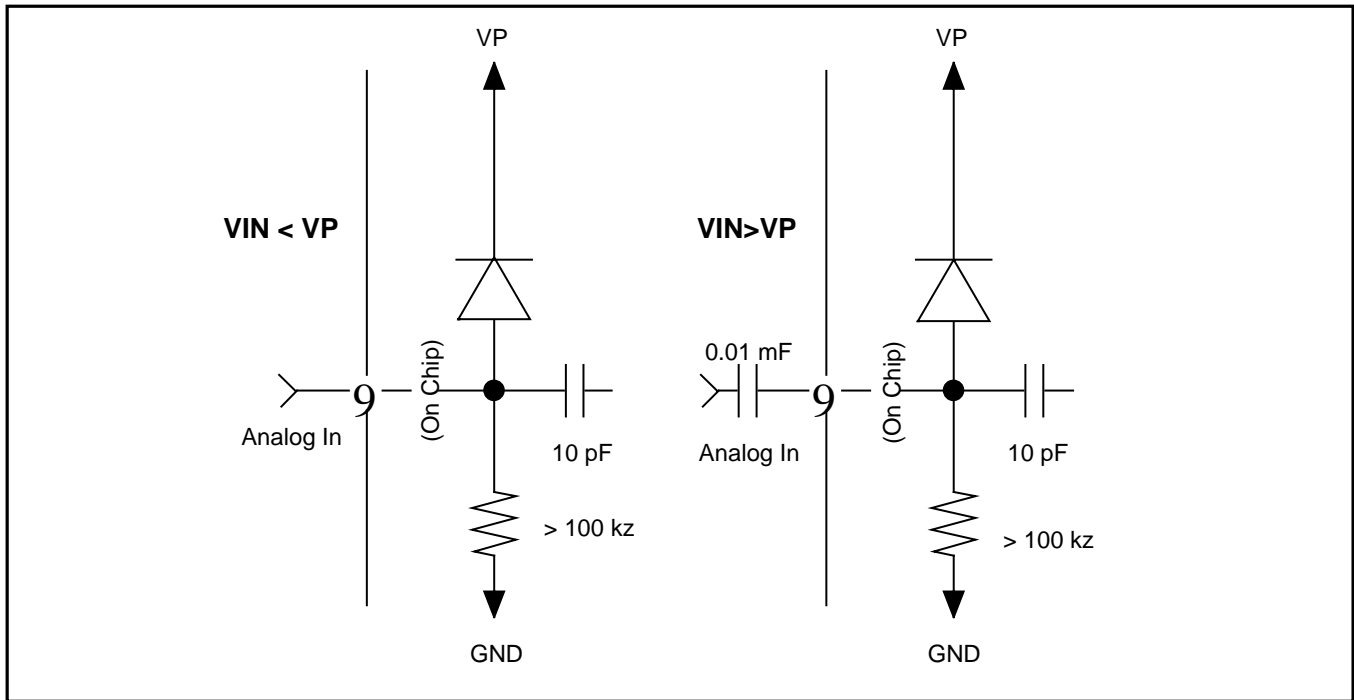 VP
VIN < VP
(On Chip)
9
Analog In
10 pF
> 100 kz
GND
VP
VIN>VP
0.01 mF
(On Chip)
9
Analog In
10 pF
> 100 kz
GND